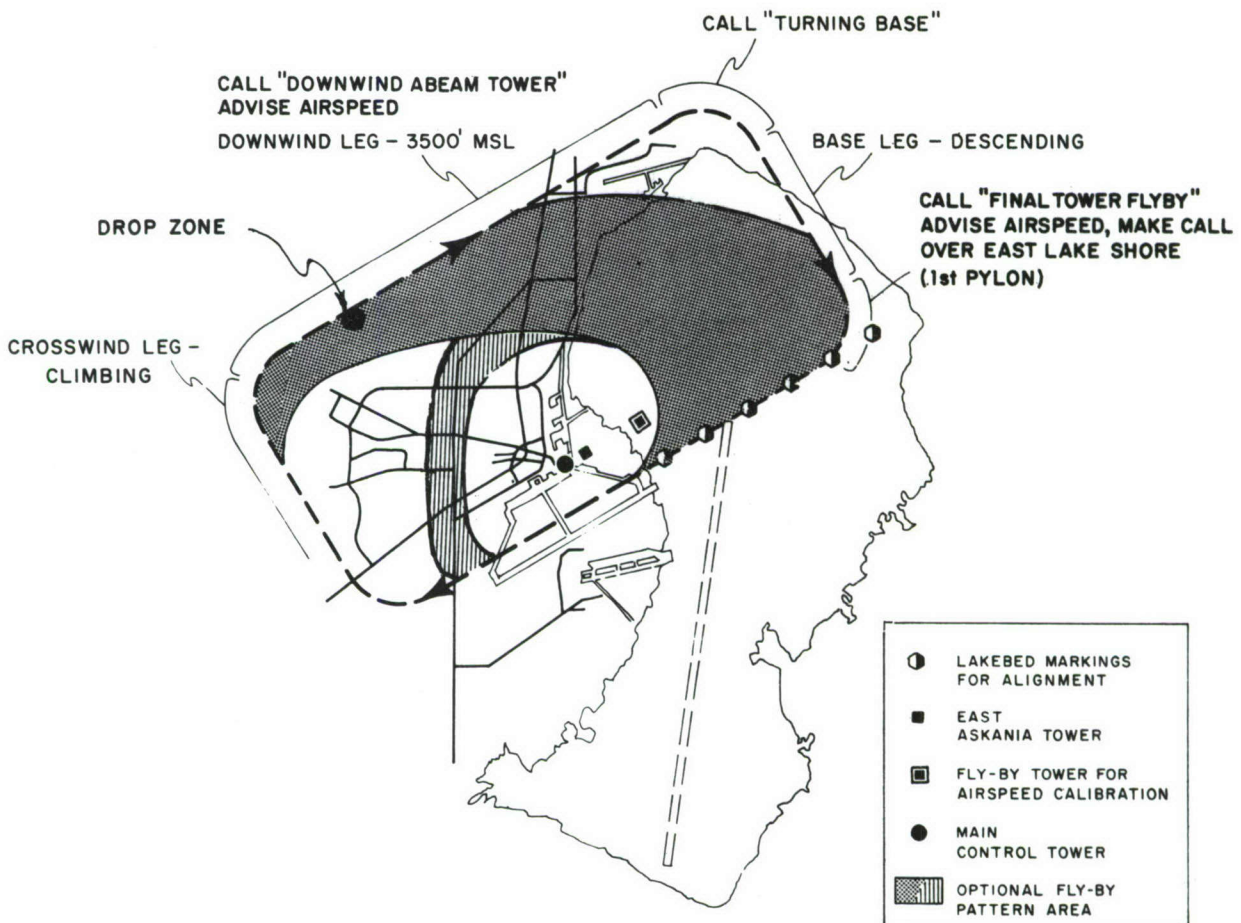 CALL "TURNING BASE"
CALL "DOWNWIND ABEAM TOWER"
ADVISE AIRSPEED
DOWNWIND LEG – 3500' MSL
BASE LEG – DESCENDING
CALL "FINAL TOWER FLYBY"
ADVISE AIRSPEED, MAKE CALL
OVER EAST LAKE SHORE
(1st PYLON)
DROP ZONE
CROSSWIND LEG –
CLIMBING
LAKEBED MARKINGS
FOR ALIGNMENT
EAST
ASKANIA TOWER
FLY-BY TOWER FOR
AIRSPEED CALIBRATION
MAIN
CONTROL TOWER
OPTIONAL FLY-BY
PATTERN AREA